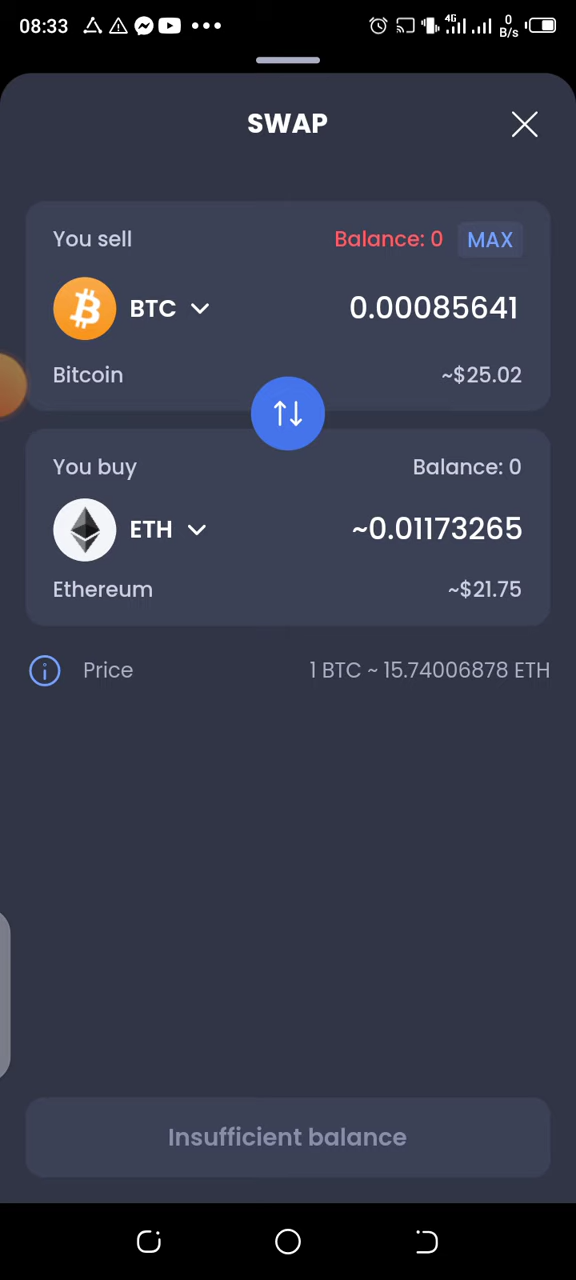 08:33 ••• 4G 0 B/s
SWAP
You sell Balance: 0 MAX
BTC 0.00085641
Bitcoin ~$25.02
You buy Balance: 0
ETH ~0.01173265
Ethereum ~$21.75
Price 1 BTC ~ 15.74006878 ETH
Insufficient balance